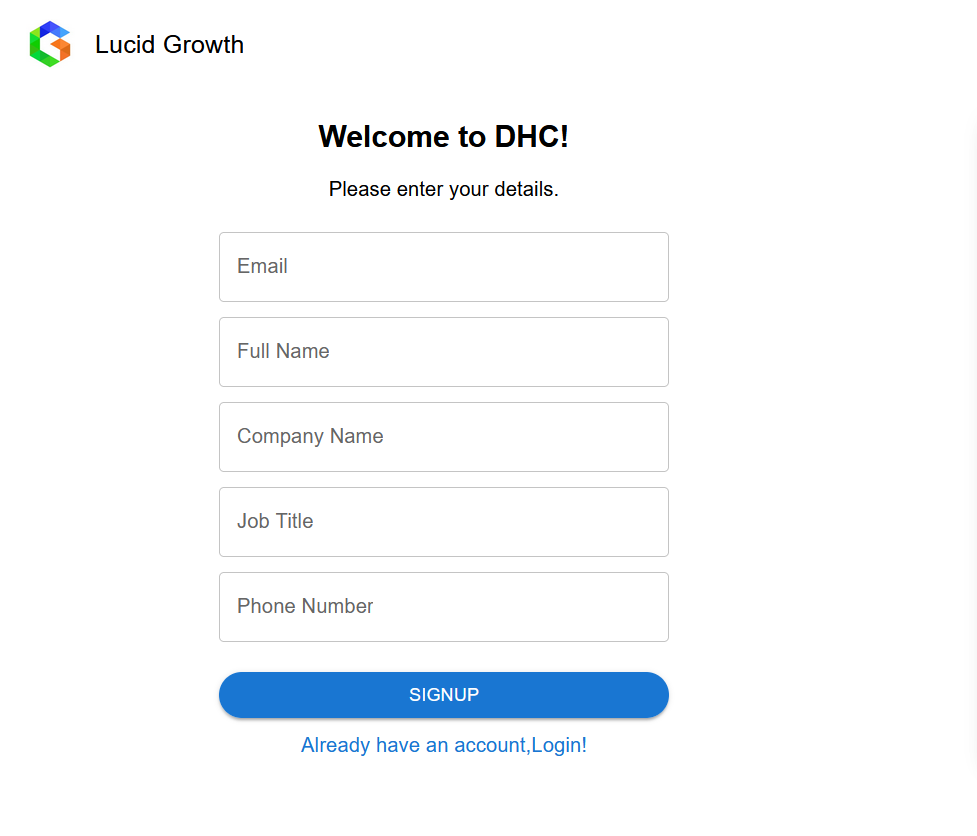 Lucid Growth
Welcome to DHC!
Please enter your details.
Email
Full Name
Company Name
Job Title
Phone Number
SIGNUP
Already have an account,Login!